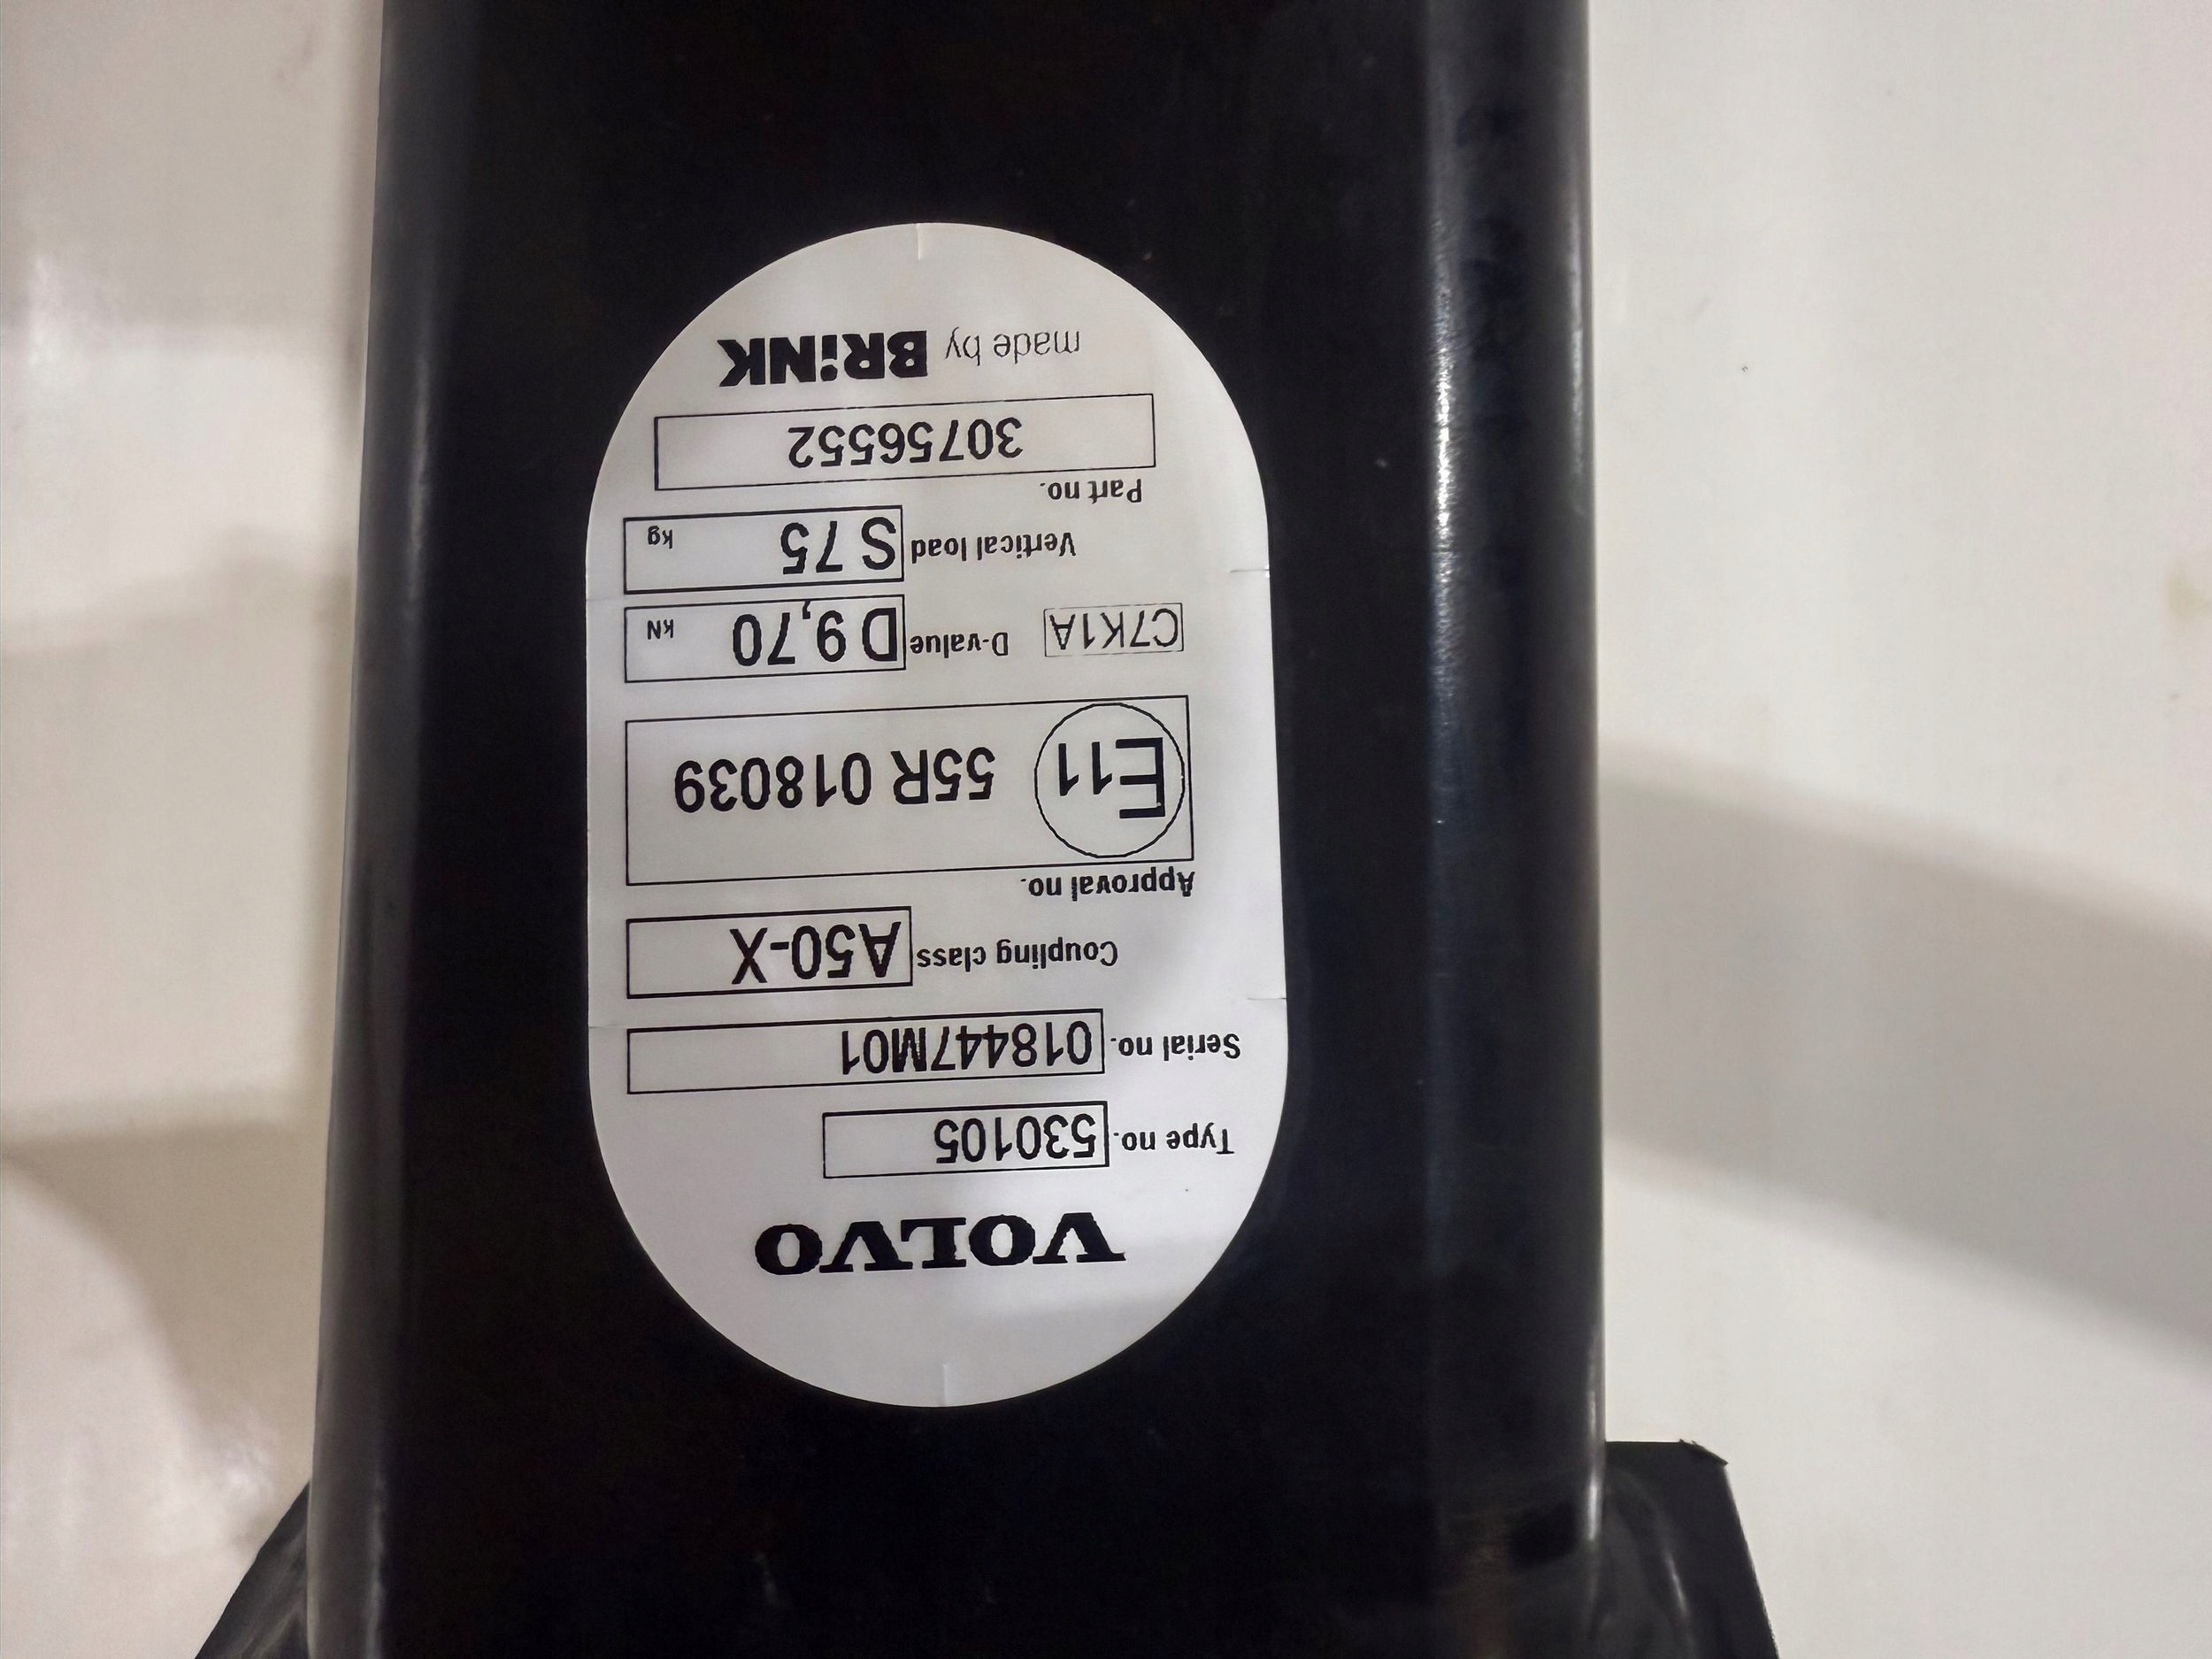 VOLVO
Type no. 530105
Serial no. 018447M01
Coupling class A50-X
Approval no.
E11 55R 018039
C7K1A D-value D 9,70 kN
Vertical load S 75 kg
Part no.
30756552
made by BRiNK